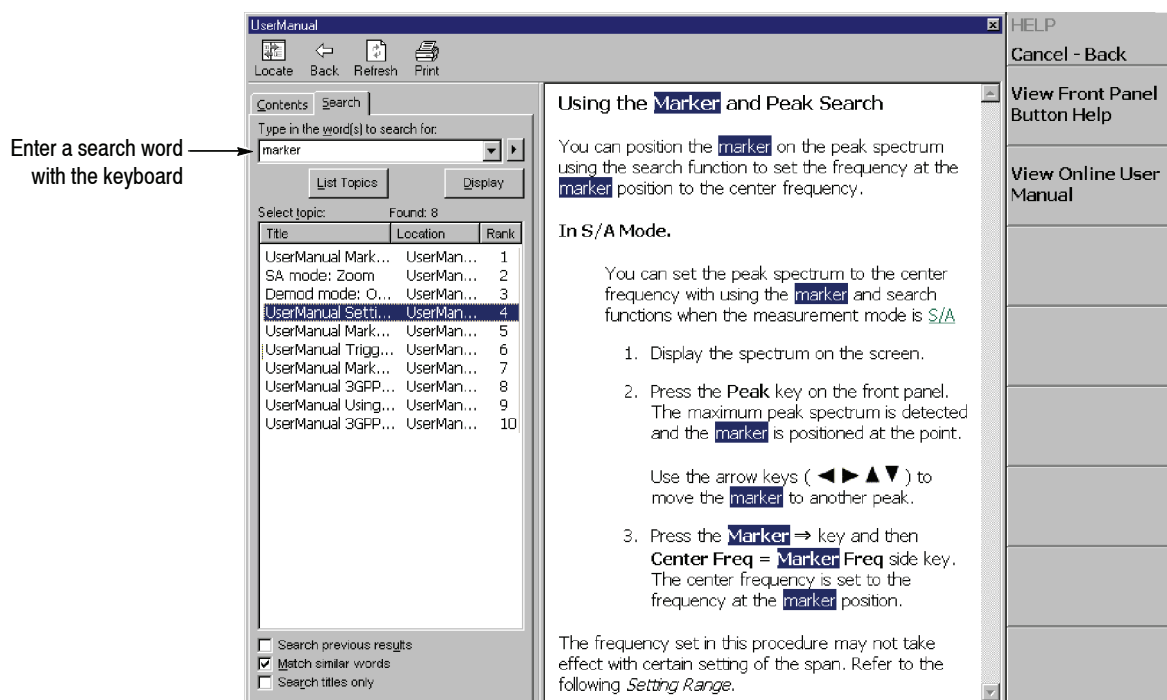 UserManual
HELP
Locate Back Refresh Print
Cancel - Back
View Front Panel
Button Help
View Online User
Manual
Enter a search word
with the keyboard
Contents Search
Type in the word(s) to search for:
marker
List Topics Display
Select topic: Found: 8
Title Location Rank
UserManual Mark... UserMan... 1
SA mode: Zoom UserMan... 2
Demod mode: O... UserMan... 3
UserManual Setti... UserMan... 4
UserManual Mark... UserMan... 5
UserManual Trigg... UserMan... 6
UserManual Mark... UserMan... 7
UserManual 3GPP... UserMan... 8
UserManual Using... UserMan... 9
UserManual 3GPP... UserMan... 10
Search previous results
Match similar words
Search titles only
Using the Marker and Peak Search
You can position the marker on the peak spectrum
using the search function to set the frequency at the
marker position to the center frequency.
In S/A Mode.
You can set the peak spectrum to the center
frequency with using the marker and search
functions when the measurement mode is S/A
1. Display the spectrum on the screen.
2. Press the Peak key on the front panel.
The maximum peak spectrum is detected
and the marker is positioned at the point.
Use the arrow keys ( ◄ ► ▲ ▼ ) to
move the marker to another peak.
3. Press the Marker ⇒ key and then
Center Freq = Marker Freq side key.
The center frequency is set to the
frequency at the marker position.
The frequency set in this procedure may not take
effect with certain setting of the span. Refer to the
following Setting Range.